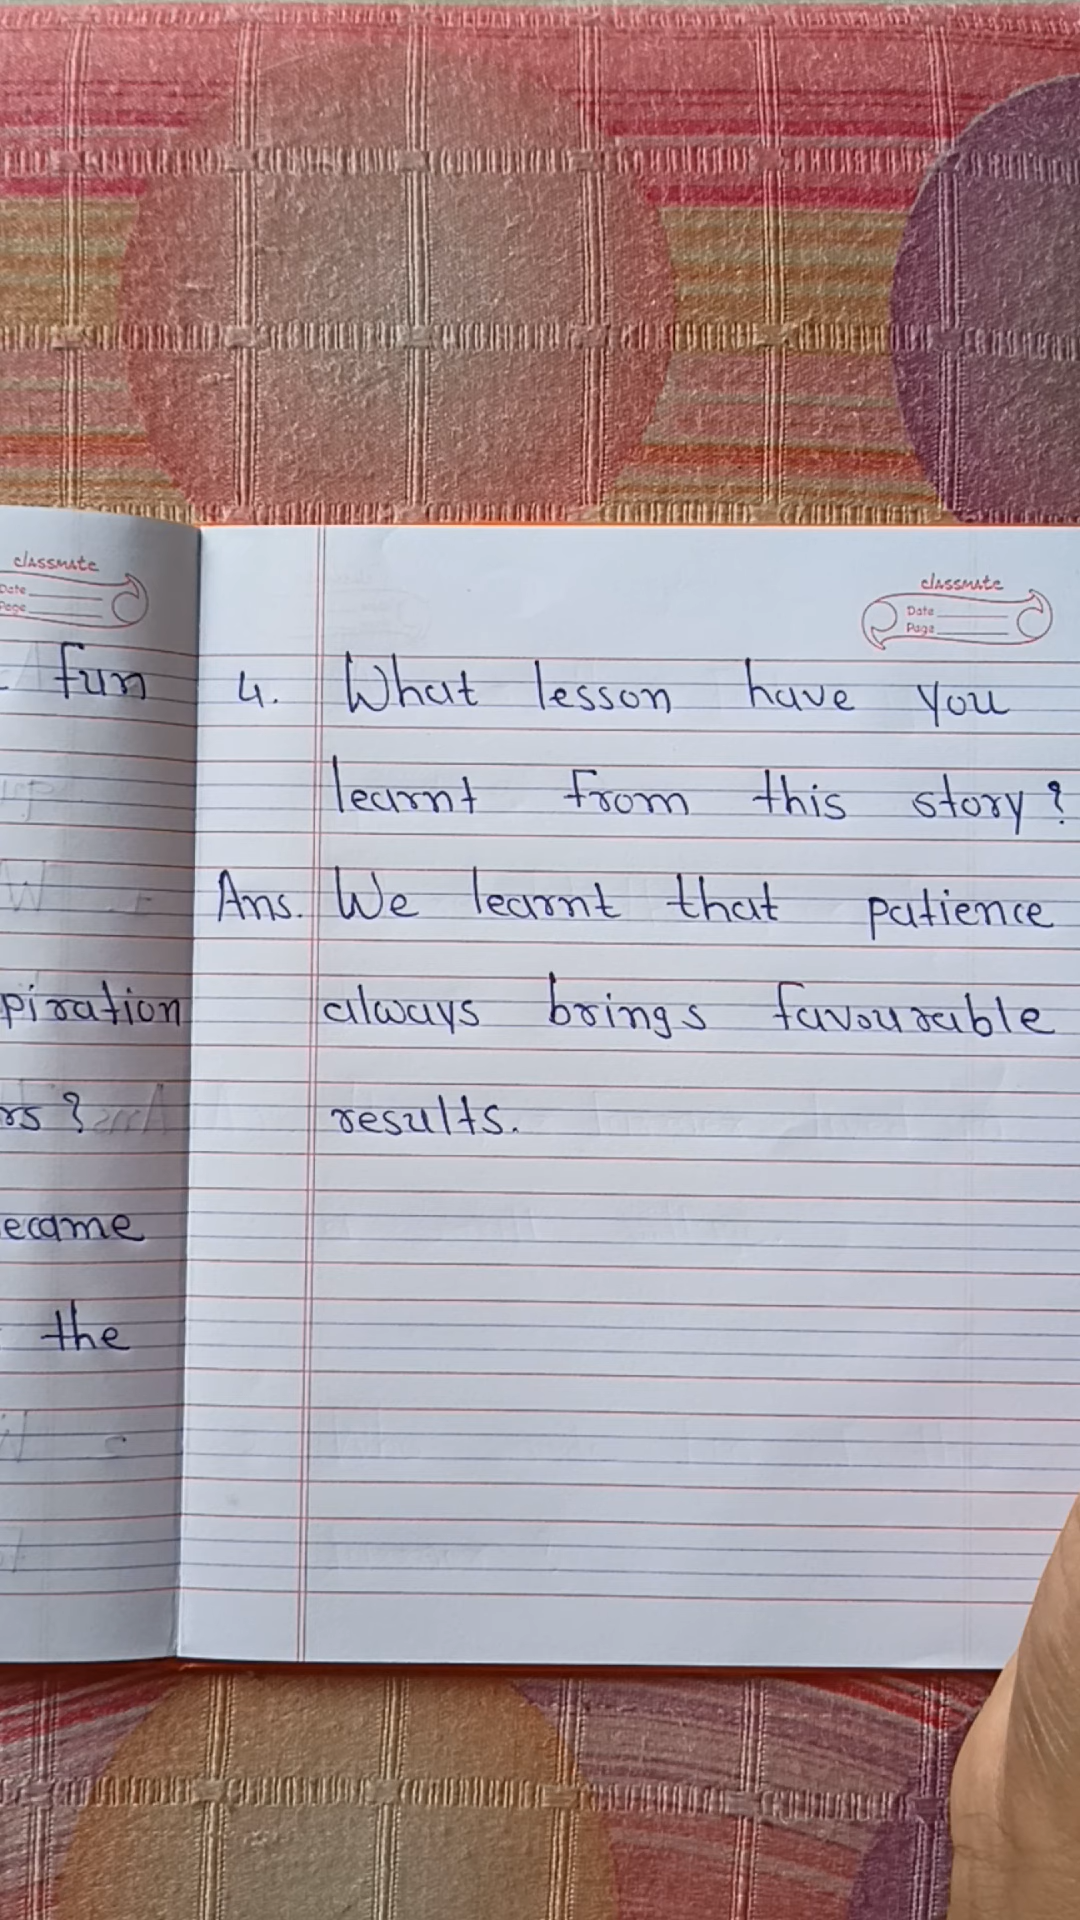 classmate
Date
Page
fun
piration
rs?
ecame
the
classmate
Date
Page
4. What lesson have you
learnt from this story?
Ans. We learnt that patience
always brings favourable
results.